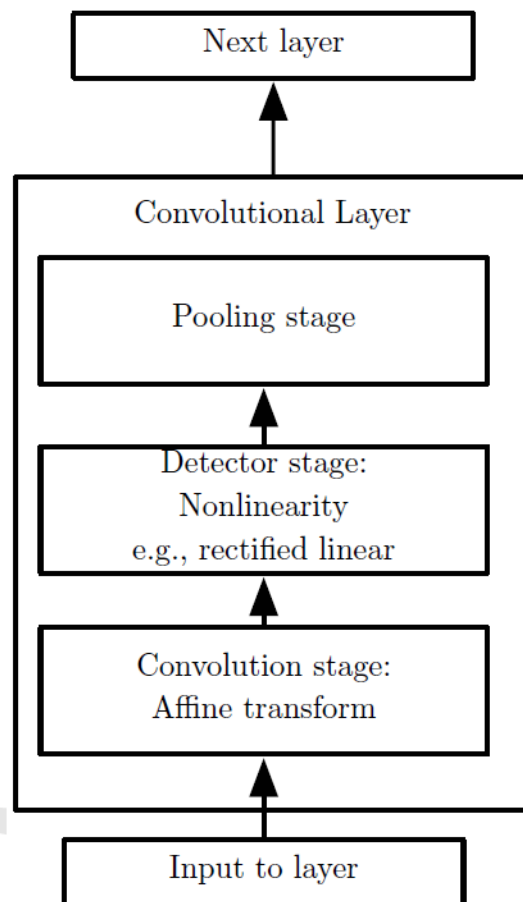 Next layer
Convolutional Layer
Pooling stage
Detector stage:
Nonlinearity
e.g., rectified linear
Convolution stage:
Affine transform
Input to layer